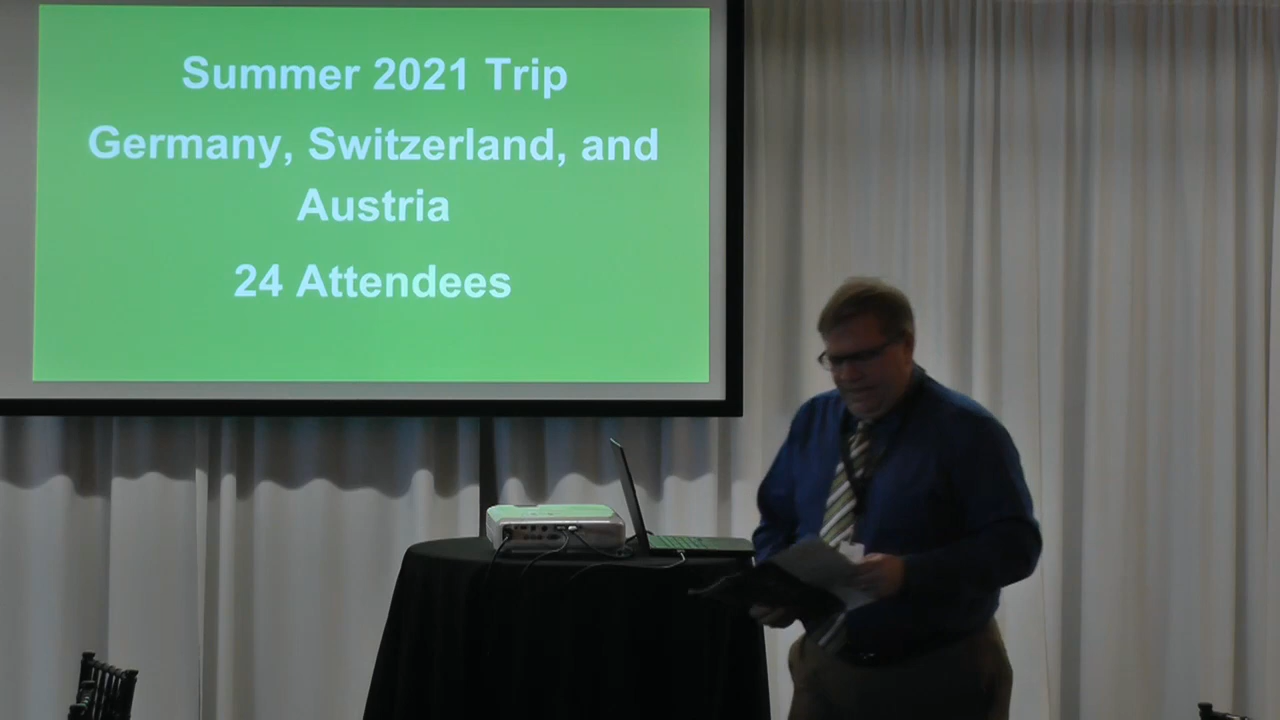 Summer 2021 Trip
Germany, Switzerland, and
Austria
24 Attendees